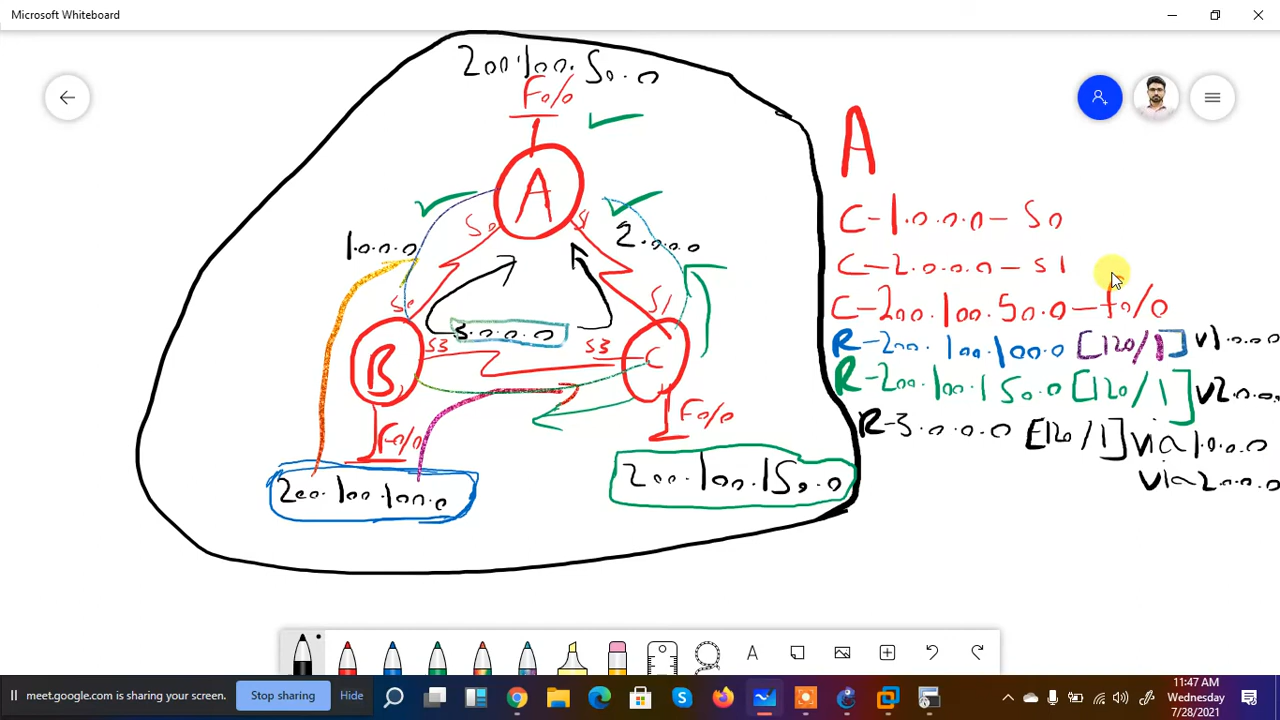 Microsoft Whiteboard
200.100.50.0
F0/0
A
S0
S1
1.0.0.0
2.0.0.0
S0
S1
3.0.0.0
S3
S3
B
C
F0/0
F0/0
200.100.100.0
200.100.150.0
A
C-1.0.0.0-S0
C-2.0.0.0-S1
C-200.100.50.0-f0/0
R-200.100.100.0 [120/1] v1.0.0.0
R-200.100.150.0 [120/1] v2.0.0.
R-3.0.0.0 [120/1] via 1.0.0.0
via 2.0.0.0
A
meet.google.com is sharing your screen.
Stop sharing
Hide
11:47 AM
Wednesday
7/28/2021